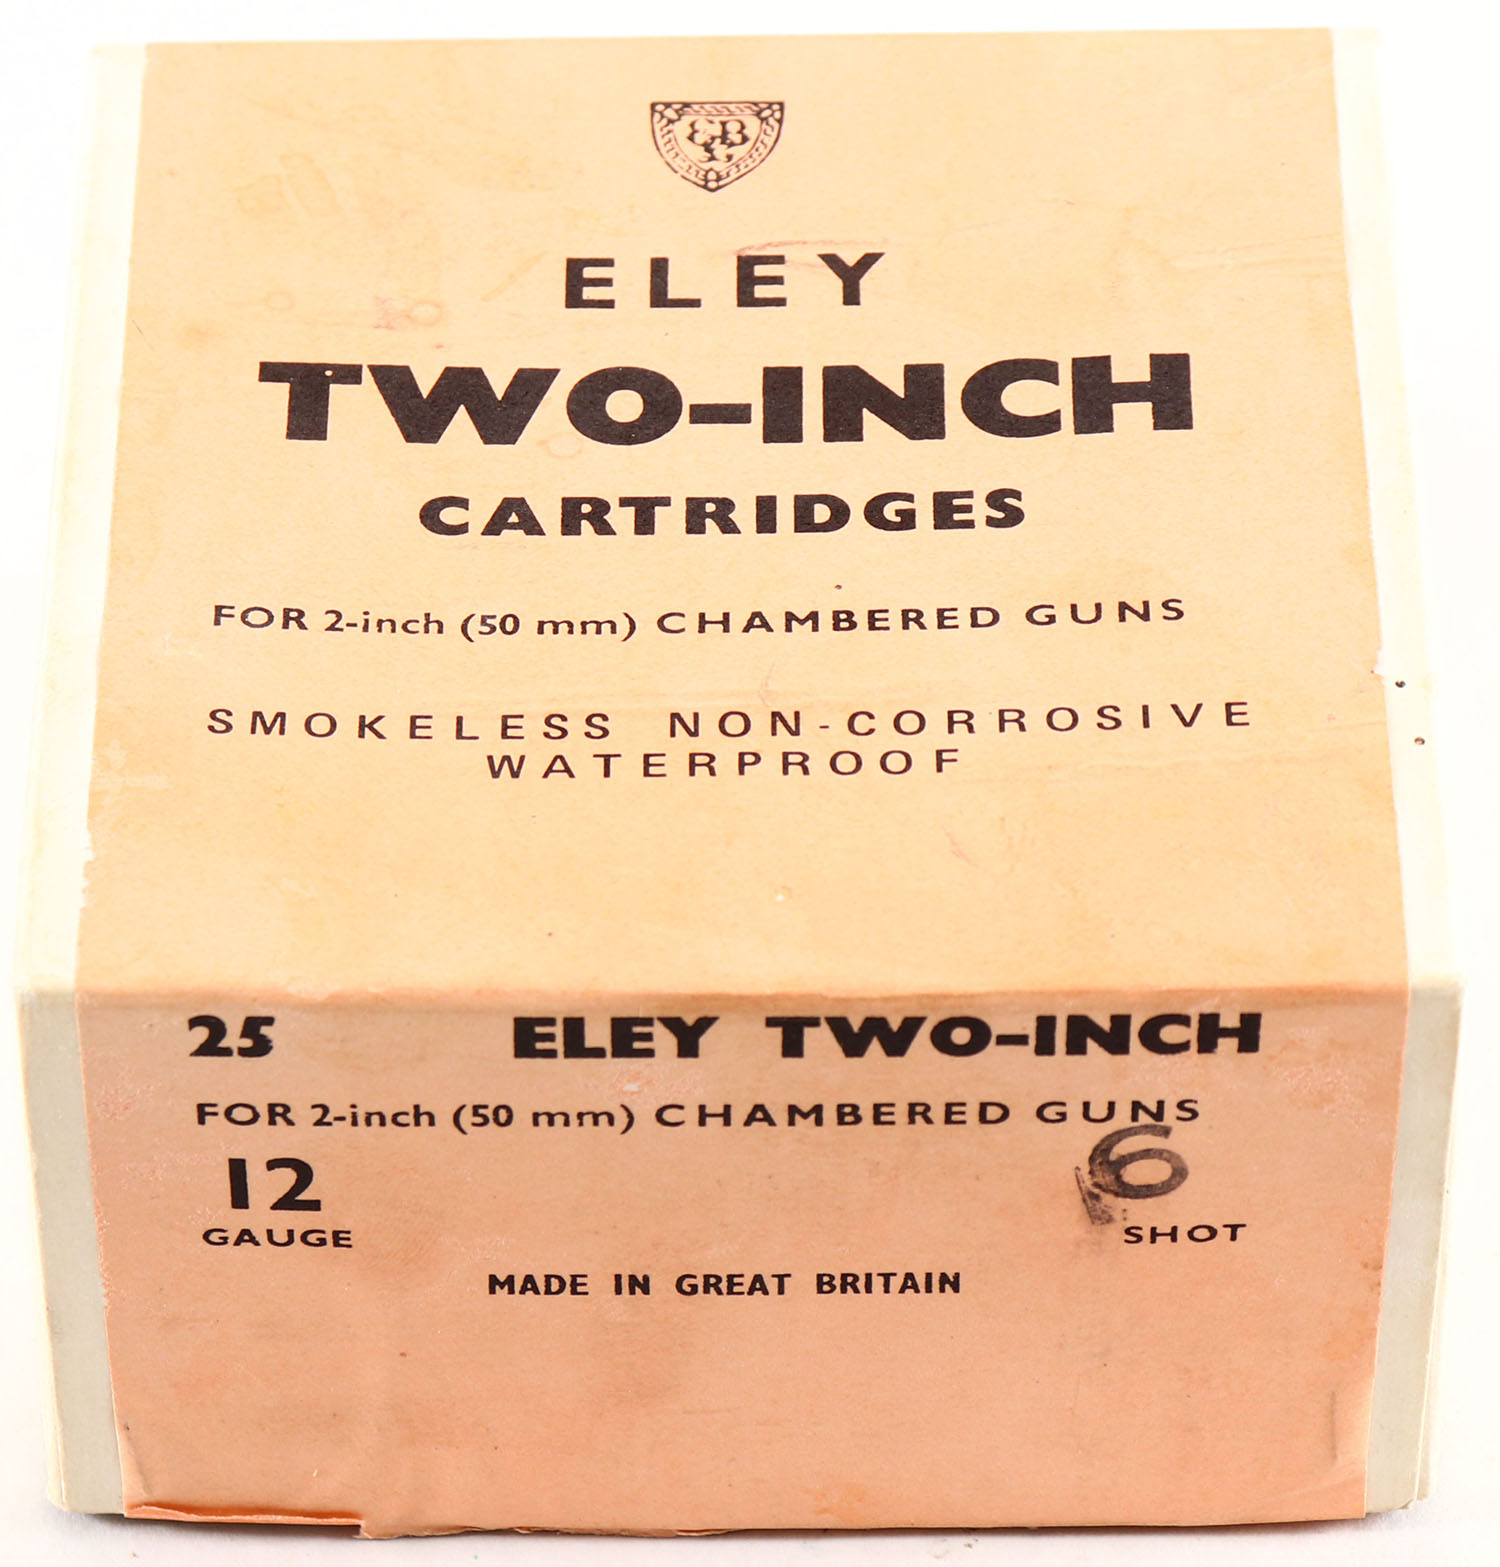 ELEY
TWO-INCH
CARTRIDGES
FOR 2-inch (50 mm) CHAMBERED GUNS
SMOKELESS NON-CORROSIVE
WATERPROOF
25 ELEY TWO-INCH
FOR 2-inch (50 mm) CHAMBERED GUNS
12 6
GAUGE SHOT
MADE IN GREAT BRITAIN